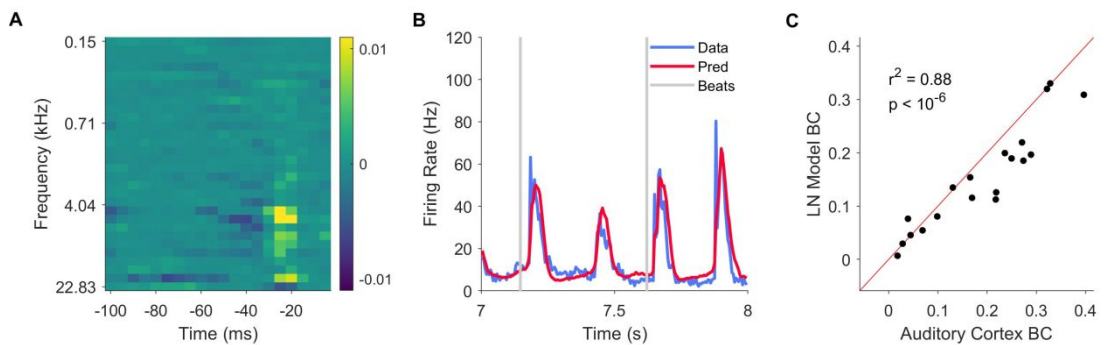 A
Frequency (kHz)
0.15
0.71
4.04
22.83
-100
-80
-60
-40
-20
Time (ms)
0.01
0
-0.01
B
Firing Rate (Hz)
120
100
80
60
40
20
0
7
7.5
8
Time (s)
Data
Pred
Beats
C
LN Model BC
0.4
0.3
0.2
0.1
0
r² = 0.88
p < 10⁻⁶
0
0.1
0.2
0.3
0.4
Auditory Cortex BC